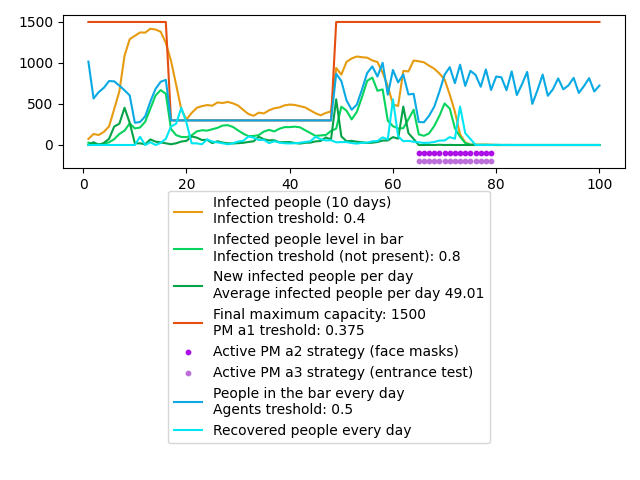 1500
1000
500
0
0 20 40 60 80 100
Infected people (10 days)
Infection treshold: 0.4
Infected people level in bar
Infection treshold (not present): 0.8
New infected people per day
Average infected people per day 49.01
Final maximum capacity: 1500
PM a1 treshold: 0.375
Active PM a2 strategy (face masks)
Active PM a3 strategy (entrance test)
People in the bar every day
Agents treshold: 0.5
Recovered people every day